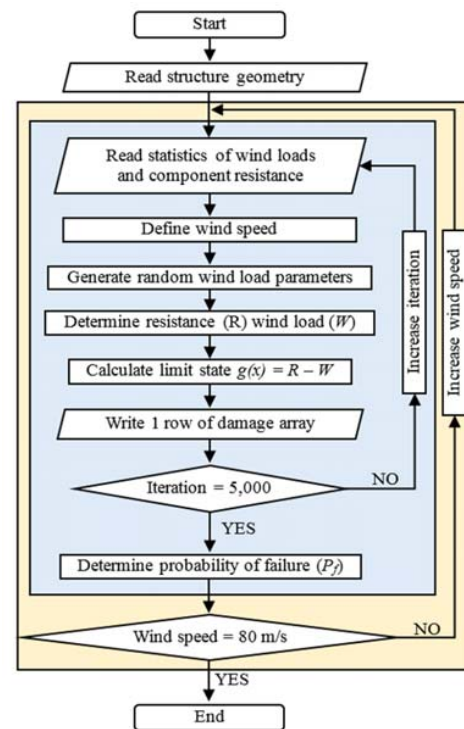 Start
Read structure geometry
Read statistics of wind loads
and component resistance
Define wind speed
Generate random wind load parameters
Determine resistance (R) wind load (W)
Calculate limit state g(x) = R – W
Write 1 row of damage array
Iteration = 5,000
NO
YES
Increase iteration
Determine probability of failure (Pf)
Wind speed = 80 m/s
NO
YES
Increase wind speed
End